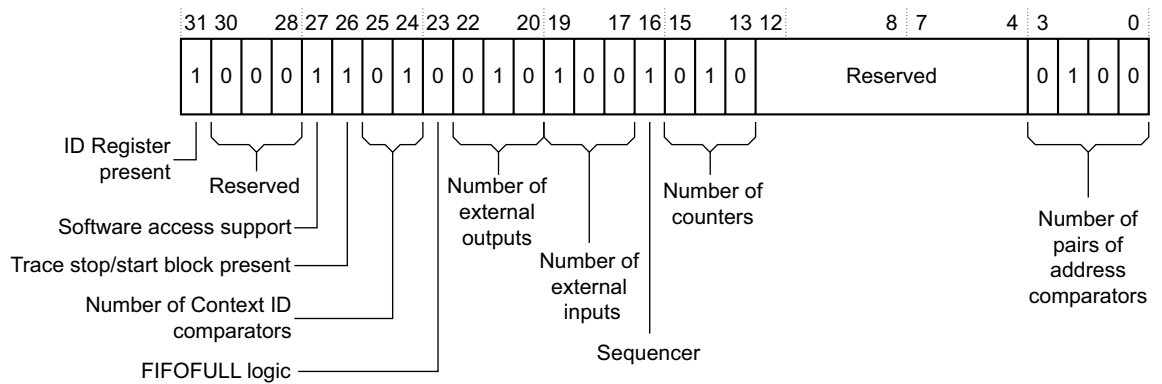 31 30 28 27 26 25 24 23 22 20 19 17 16 15 13 12 8 7 4 3 0
1 0 0 0 1 1 0 1 0 0 1 0 1 0 0 1 0 1 0 Reserved 0 1 0 0
ID Register
present
Reserved
Software access support
Trace stop/start block present
Number of Context ID
comparators
FIFOFULL logic
Number of
external
outputs
Number of
external
inputs
Sequencer
Number of
counters
Number of
pairs of
address
comparators